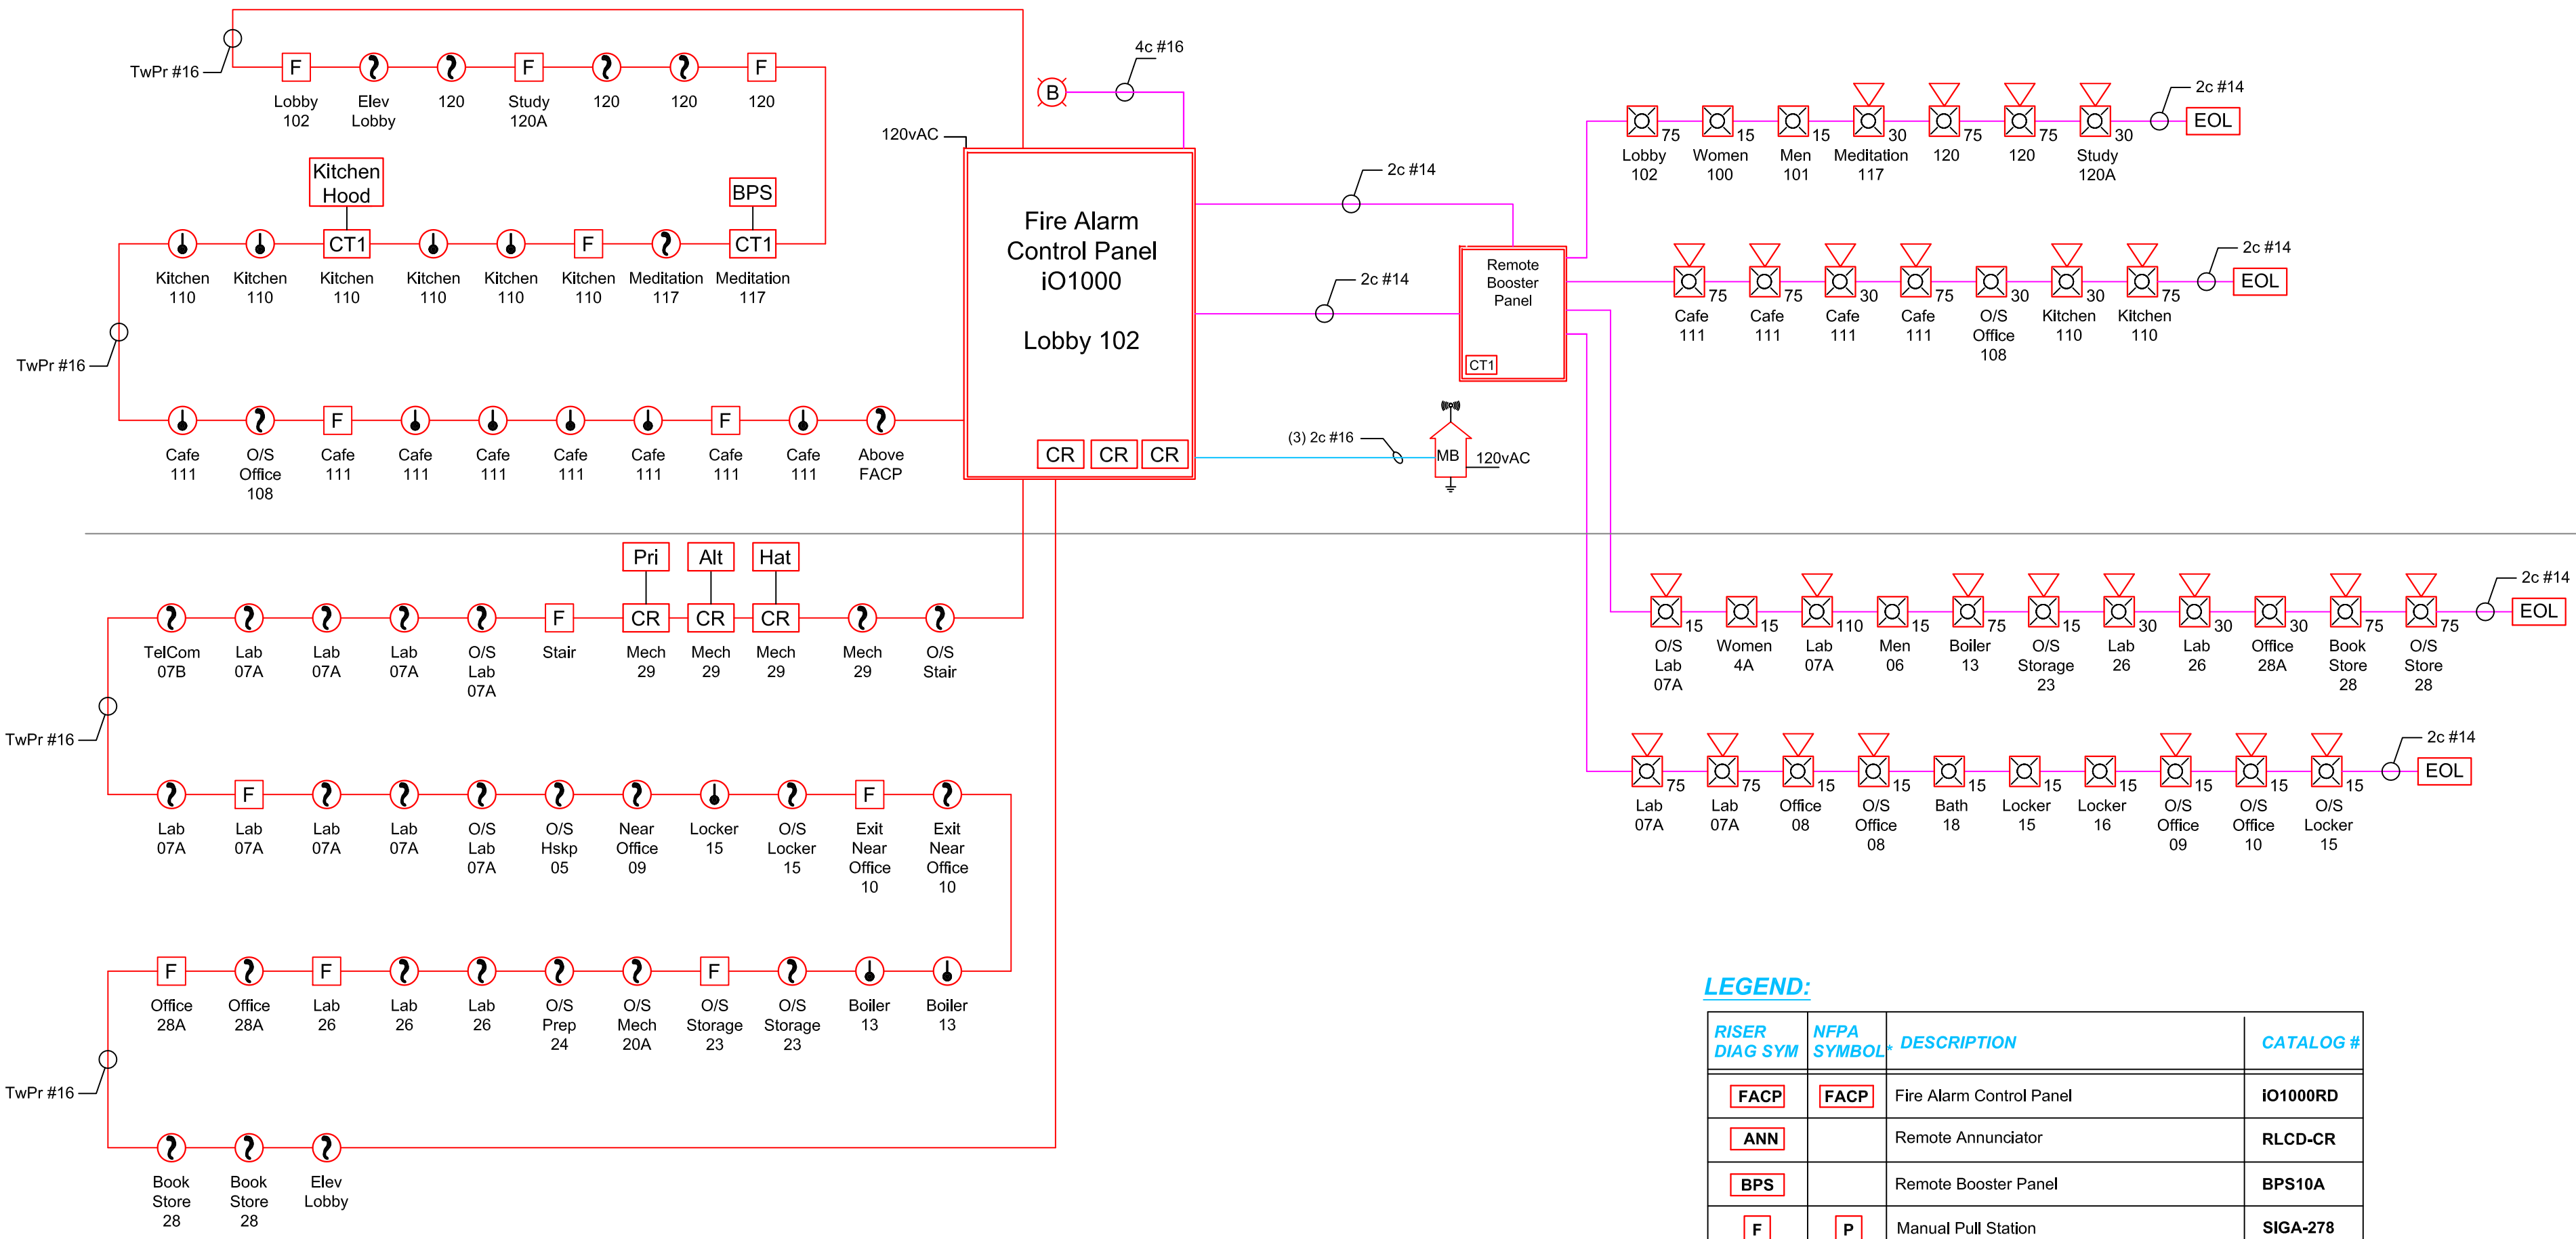 TwPr #16
F
F
F
Lobby
102
Elev
Lobby
120
Study
120A
120
120
120
Kitchen
Hood
BPS
CT1
F
CT1
Kitchen
110
Kitchen
110
Kitchen
110
Kitchen
110
Kitchen
110
Kitchen
110
Meditation
117
Meditation
117
TwPr #16
F
F
Cafe
111
O/S
Office
108
Cafe
111
Cafe
111
Cafe
111
Cafe
111
Cafe
111
Cafe
111
Cafe
111
Above
FACP
4c #16
B
120vAC
Fire Alarm
Control Panel
iO1000
Lobby 102
CR CR CR
2c #14
2c #14
Remote
Booster
Panel
CT1
(3) 2c #16
MB
120vAC
2c #14
EOL
75 15 15 30 75 75 30
Lobby
102
Women
100
Men
101
Meditation
117
120
120
Study
120A
2c #14
EOL
75 75 30 75 30 30 75
Cafe
111
Cafe
111
Cafe
111
Cafe
111
O/S
Office
108
Kitchen
110
Kitchen
110
Pri Alt Hat
F CR CR CR
TelCom
07B
Lab
07A
Lab
07A
Lab
07A
O/S
Lab
07A
Stair
Mech
29
Mech
29
Mech
29
Mech
29
O/S
Stair
TwPr #16
F
F
Lab
07A
Lab
07A
Lab
07A
Lab
07A
O/S
Lab
07A
O/S
Hskp
05
Near
Office
09
Locker
15
O/S
Locker
15
Exit
Near
Office
10
Exit
Near
Office
10
F
F
F
Office
28A
Office
28A
Lab
26
Lab
26
Lab
26
O/S
Prep
24
O/S
Mech
20A
O/S
Storage
23
O/S
Storage
23
Boiler
13
Boiler
13
TwPr #16
Book
Store
28
Book
Store
28
Elev
Lobby
2c #14
EOL
15 15 110 15 75 15 30 30 30 75 75
O/S
Lab
07A
Women
4A
Lab
07A
Men
06
Boiler
13
O/S
Storage
23
Lab
26
Lab
26
Office
28A
Book
Store
28
O/S
Store
28
2c #14
EOL
75 75 15 15 15 15 15 15 15 15
Lab
07A
Lab
07A
Office
08
O/S
Office
08
Bath
18
Locker
15
Locker
16
O/S
Office
09
O/S
Office
10
O/S
Locker
15
LEGEND:
RISER
DIAG SYM
NFPA
SYMBOL*
DESCRIPTION
CATALOG #
FACP FACP Fire Alarm Control Panel iO1000RD
ANN Remote Annunciator RLCD-CR
BPS Remote Booster Panel BPS10A
F P Manual Pull Station SIGA-278